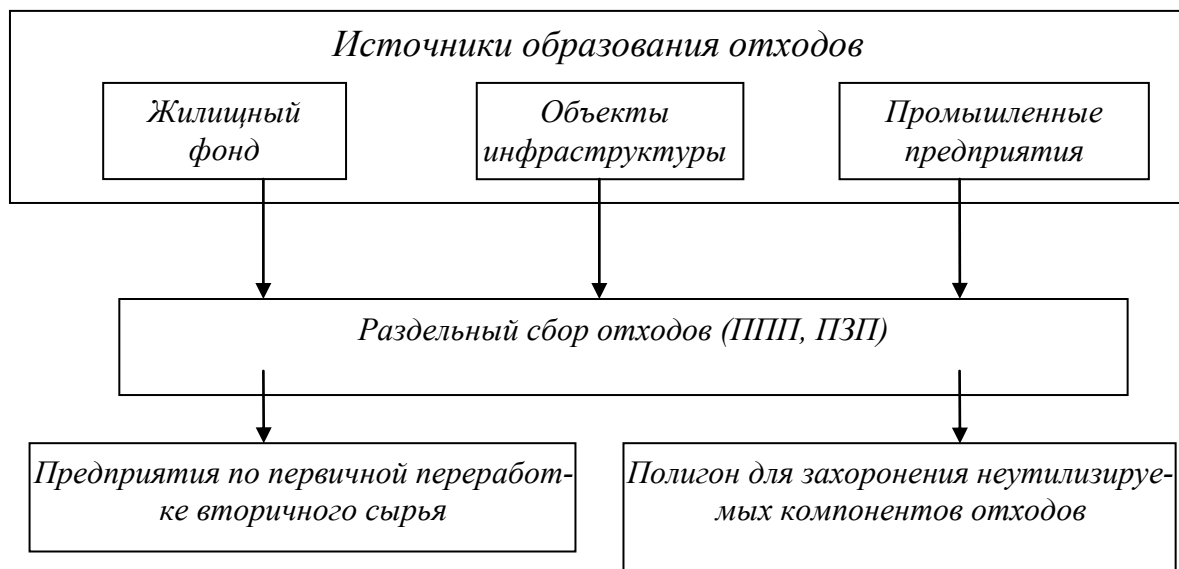 Источники образования отходов
Жилищный
фонд
Объекты
инфраструктуры
Промышленные
предприятия
Раздельный сбор отходов (ППП, ПЗП)
Предприятия по первичной переработ-
ке вторичного сырья
Полигон для захоронения неутилизируе-
мых компонентов отходов